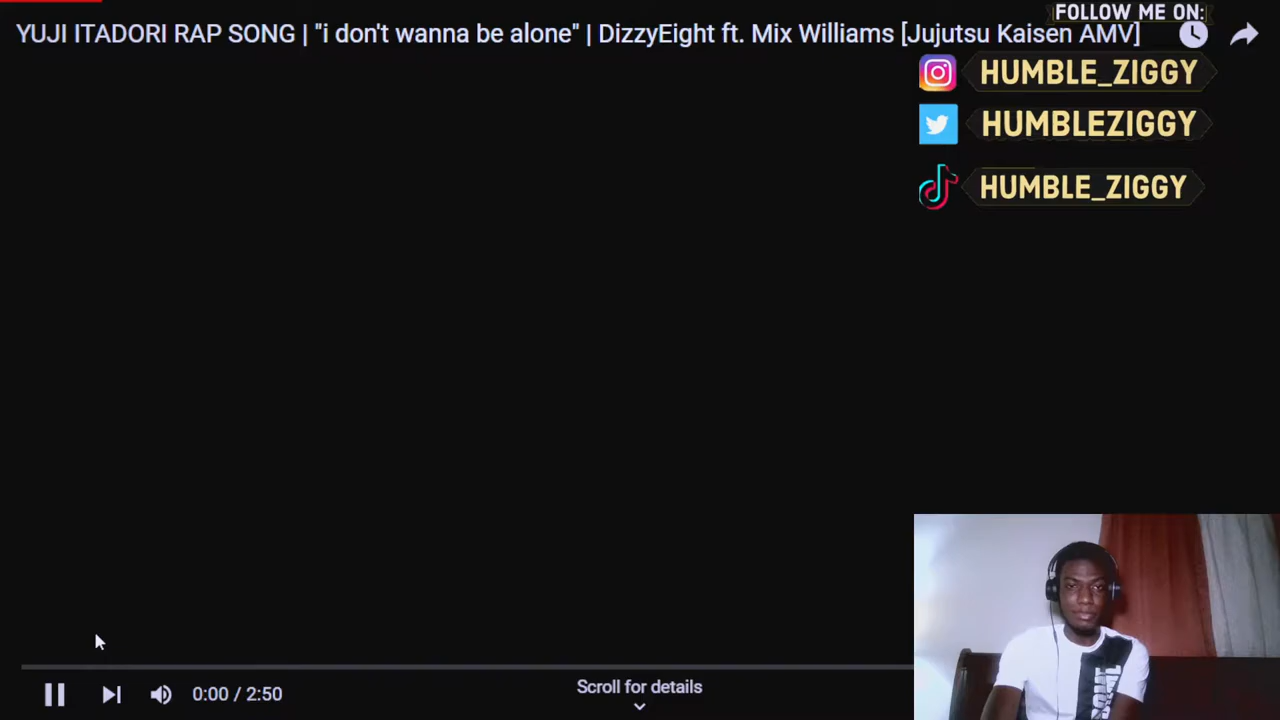 FOLLOW ME ON:
YUJI ITADORI RAP SONG | "i don't wanna be alone" | DizzyEight ft. Mix Williams [Jujutsu Kaisen AMV]
HUMBLE_ZIGGY
HUMBLEZIGGY
HUMBLE_ZIGGY
0:00 / 2:50
Scroll for details